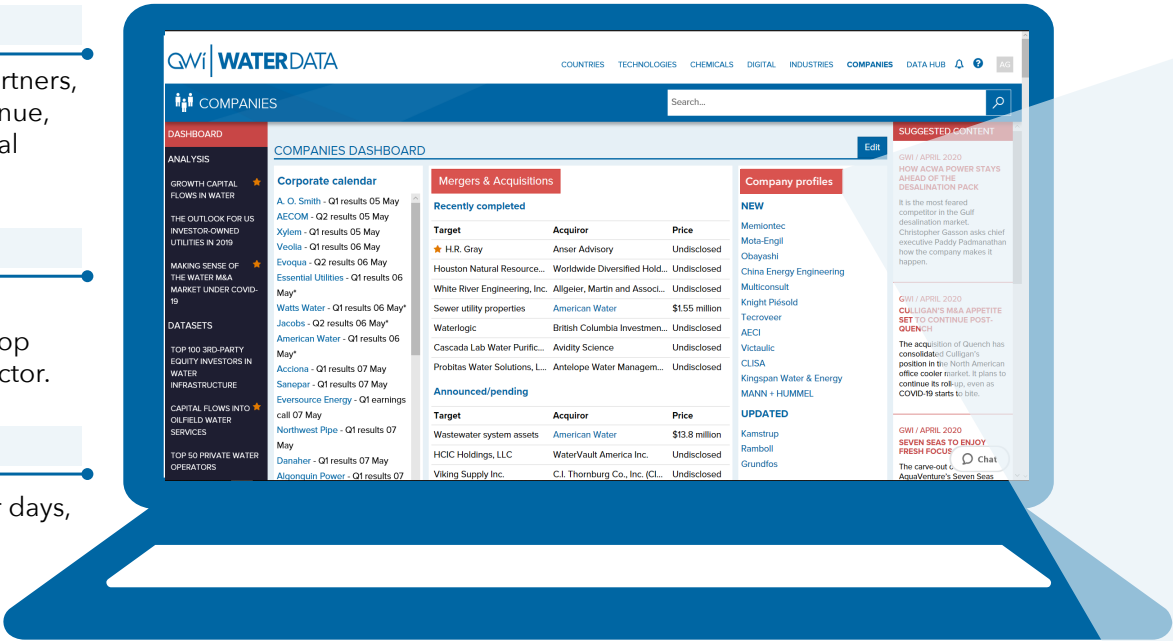 rtners,
nue,
al
op
ctor.
r days,
GWI WATERDATA
COUNTRIES TECHNOLOGIES CHEMICALS DIGITAL INDUSTRIES COMPANIES DATA HUB AG
COMPANIES
Search...
DASHBOARD
ANALYSIS
GROWTH CAPITAL
FLOWS IN WATER
THE OUTLOOK FOR US
INVESTOR-OWNED
UTILITIES IN 2019
MAKING SENSE OF
THE WATER M&A
MARKET UNDER COVID-
19
DATASETS
TOP 100 3RD-PARTY
EQUITY INVESTORS IN
WATER
INFRASTRUCTURE
CAPITAL FLOWS INTO
OILFIELD WATER
SERVICES
TOP 50 PRIVATE WATER
OPERATORS
COMPANIES DASHBOARD
Edit
Corporate calendar
A. O. Smith - Q1 results 05 May
AECOM - Q2 results 05 May
Xylem - Q1 results 05 May
Veolia - Q1 results 06 May
Evoqua - Q2 results 06 May
Essential Utilities - Q1 results 06
May*
Watts Water - Q1 results 06 May*
Jacobs - Q2 results 06 May*
American Water - Q1 results 06
May*
Acciona - Q1 results 07 May
Sanepar - Q1 results 07 May
Eversource Energy - Q1 earnings
call 07 May
Northwest Pipe - Q1 results 07
May
Danaher - Q1 results 07 May
Algonquin Power - Q1 results 07
Mergers & Acquisitions
Recently completed
Target Acquiror Price
H.R. Gray Anser Advisory Undisclosed
Houston Natural Resource... Worldwide Diversified Hold... Undisclosed
White River Engineering, Inc. Allgeier, Martin and Associ... Undisclosed
Sewer utility properties American Water $1.55 million
Waterlogic British Columbia Investmen... Undisclosed
Cascada Lab Water Purific... Avidity Science Undisclosed
Probitas Water Solutions, L... Antelope Water Managem... Undisclosed
Announced/pending
Target Acquiror Price
Wastewater system assets American Water $13.8 million
HCIC Holdings, LLC WaterVault America Inc. Undisclosed
Viking Supply Inc. C.I. Thornburg Co., Inc. (CI... Undisclosed
Company profiles
NEW
Memiontec
Mota-Engil
Obayashi
China Energy Engineering
Multiconsult
Knight Piésold
Tecroveer
AECI
Victaulic
CLISA
Kingspan Water & Energy
MANN + HUMMEL
UPDATED
Kamstrup
Ramboll
Grundfos
SUGGESTED CONTENT
GWI / APRIL 2020
HOW ACWA POWER STAYS
AHEAD OF THE
DESALINATION PACK
It is the most feared
competitor in the Gulf
desalination market.
Christopher Gasson asks chief
executive Paddy Padmanathan
how the company makes it
happen.
GWI / APRIL 2020
CULLIGAN'S M&A APPETITE
SET TO CONTINUE POST-
QUENCH
The acquisition of Quench has
consolidated Culligan's
position in the North American
office cooler market. It plans to
continue its roll-up, even as
COVID-19 starts to bite.
GWI / APRIL 2020
SEVEN SEAS TO ENJOY
FRESH FOCUS
The carve-out
AquaVenture's Seven Seas
Chat